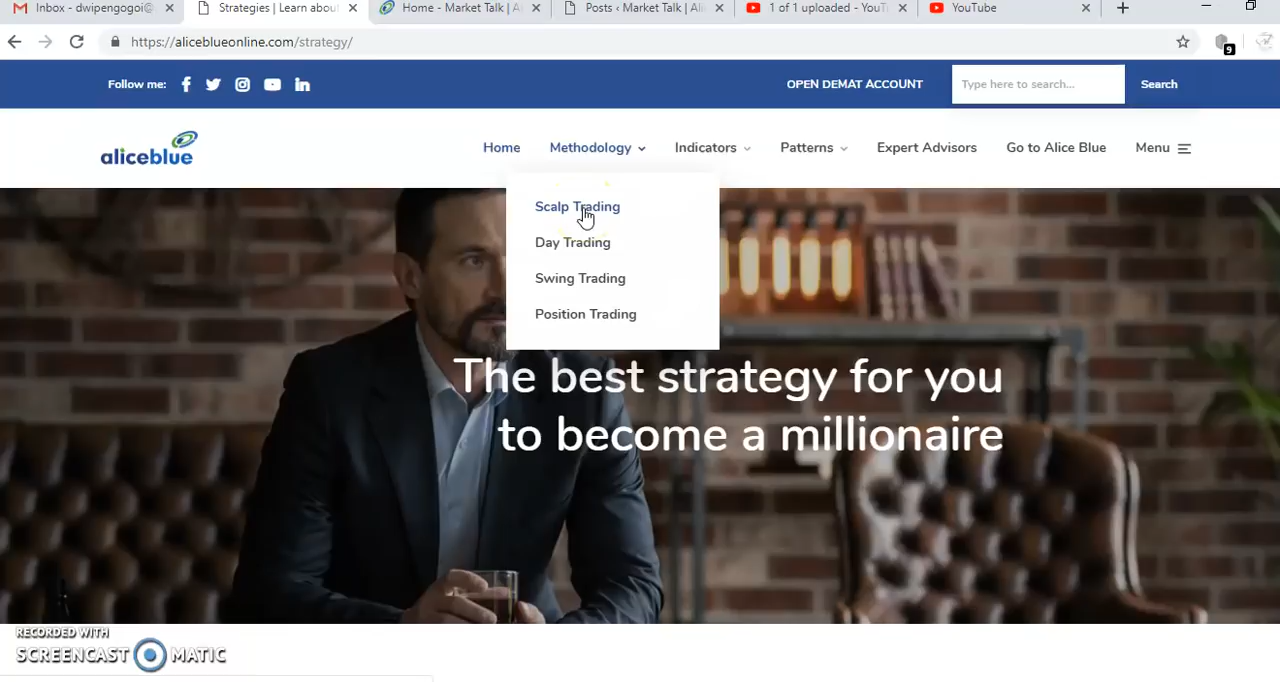 Inbox - dwipengogoi@
Strategies | Learn about
Home - Market Talk | A
Posts ‹ Market Talk | Ali
1 of 1 uploaded - YouT
YouTube
https://aliceblueonline.com/strategy/
9
Follow me:
OPEN DEMAT ACCOUNT
Type here to search...
Search
aliceblue
Home
Methodology
Indicators
Patterns
Expert Advisors
Go to Alice Blue
Menu
Scalp Trading
Day Trading
Swing Trading
Position Trading
The best strategy for you
to become a millionaire
RECORDED WITH
SCREENCAST MATIC